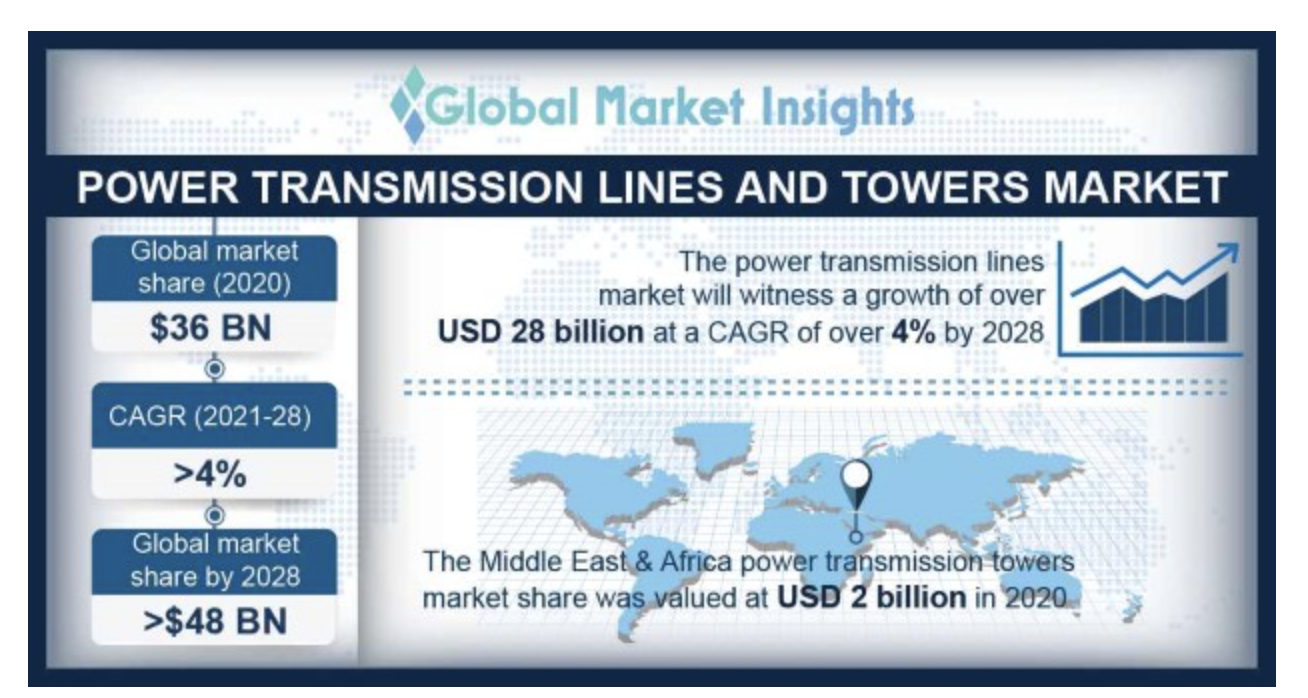 Global Market Insights
POWER TRANSMISSION LINES AND TOWERS MARKET
Global market
share (2020)
$36 BN
CAGR (2021-28)
>4%
Global market
share by 2028
>$48 BN
The power transmission lines
market will witness a growth of over
USD 28 billion at a CAGR of over 4% by 2028
The Middle East & Africa power transmission towers
market share was valued at USD 2 billion in 2020